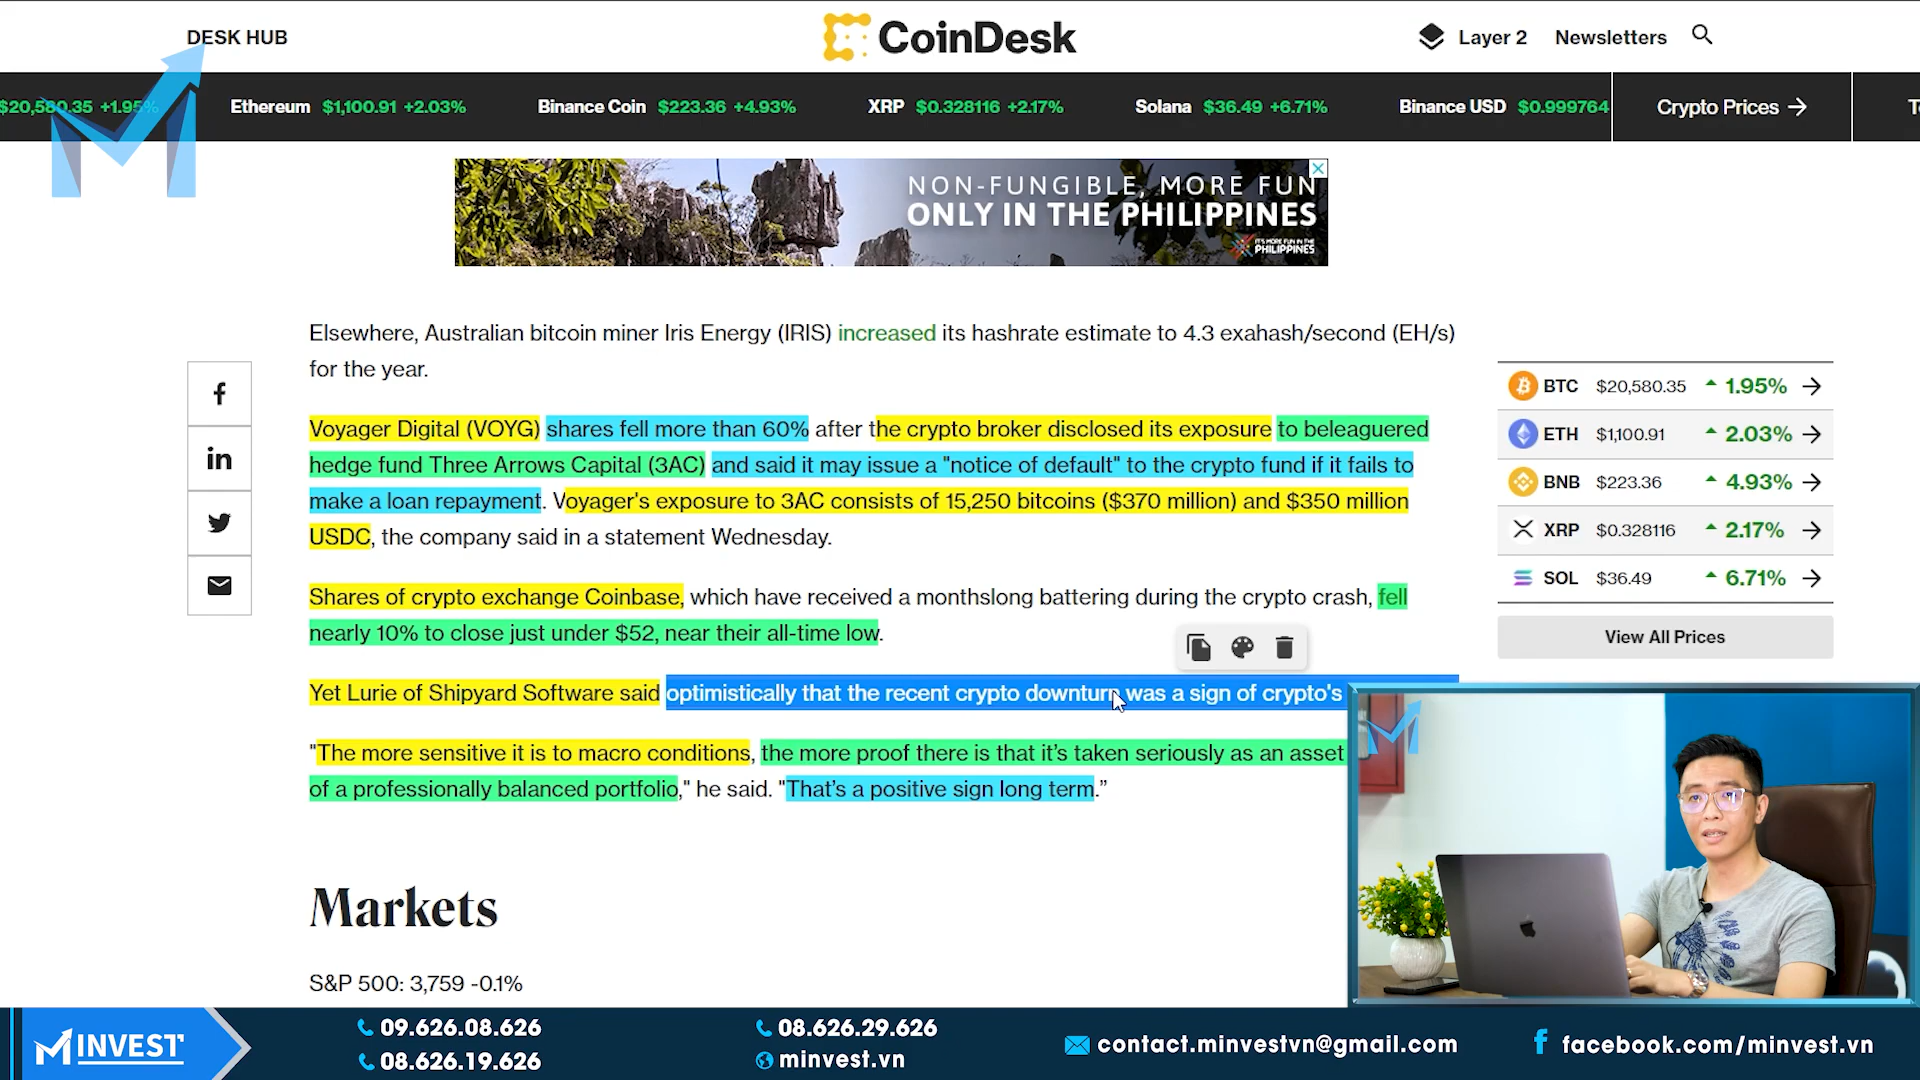 DESK HUB
CoinDesk
Layer 2
Newsletters
$20,580.35 +1.95%
Ethereum $1,100.91 +2.03%
Binance Coin $223.36 +4.93%
XRP $0.328116 +2.17%
Solana $36.49 +6.71%
Binance USD $0.999764
Crypto Prices
NON-FUNGIBLE, MORE FUN
ONLY IN THE PHILIPPINES
IT'S MORE FUN IN THE
PHILIPPINES
Elsewhere, Australian bitcoin miner Iris Energy (IRIS) increased its hashrate estimate to 4.3 exahash/second (EH/s)
for the year.
Voyager Digital (VOYG) shares fell more than 60% after the crypto broker disclosed its exposure to beleaguered
hedge fund Three Arrows Capital (3AC) and said it may issue a "notice of default" to the crypto fund if it fails to
make a loan repayment. Voyager's exposure to 3AC consists of 15,250 bitcoins ($370 million) and $350 million
USDC, the company said in a statement Wednesday.
Shares of crypto exchange Coinbase, which have received a monthslong battering during the crypto crash, fell
nearly 10% to close just under $52, near their all-time low.
Yet Lurie of Shipyard Software said optimistically that the recent crypto downturn was a sign of crypto's
"The more sensitive it is to macro conditions, the more proof there is that it's taken seriously as an asset
of a professionally balanced portfolio," he said. "That's a positive sign long term."
Markets
S&P 500: 3,759 -0.1%
BTC $20,580.35 1.95%
ETH $1,100.91 2.03%
BNB $223.36 4.93%
XRP $0.328116 2.17%
SOL $36.49 6.71%
View All Prices
MINVEST
09.626.08.626
08.626.19.626
08.626.29.626
minvest.vn
contact.minvestvn@gmail.com
facebook.com/minvest.vn